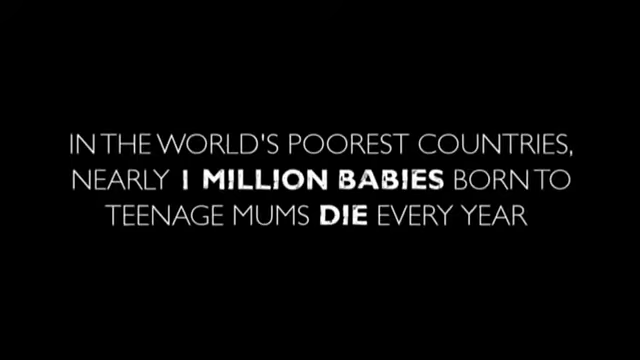 IN THE WORLD'S POOREST COUNTRIES,
NEARLY 1 MILLION BABIES BORN TO
TEENAGE MUMS DIE EVERY YEAR